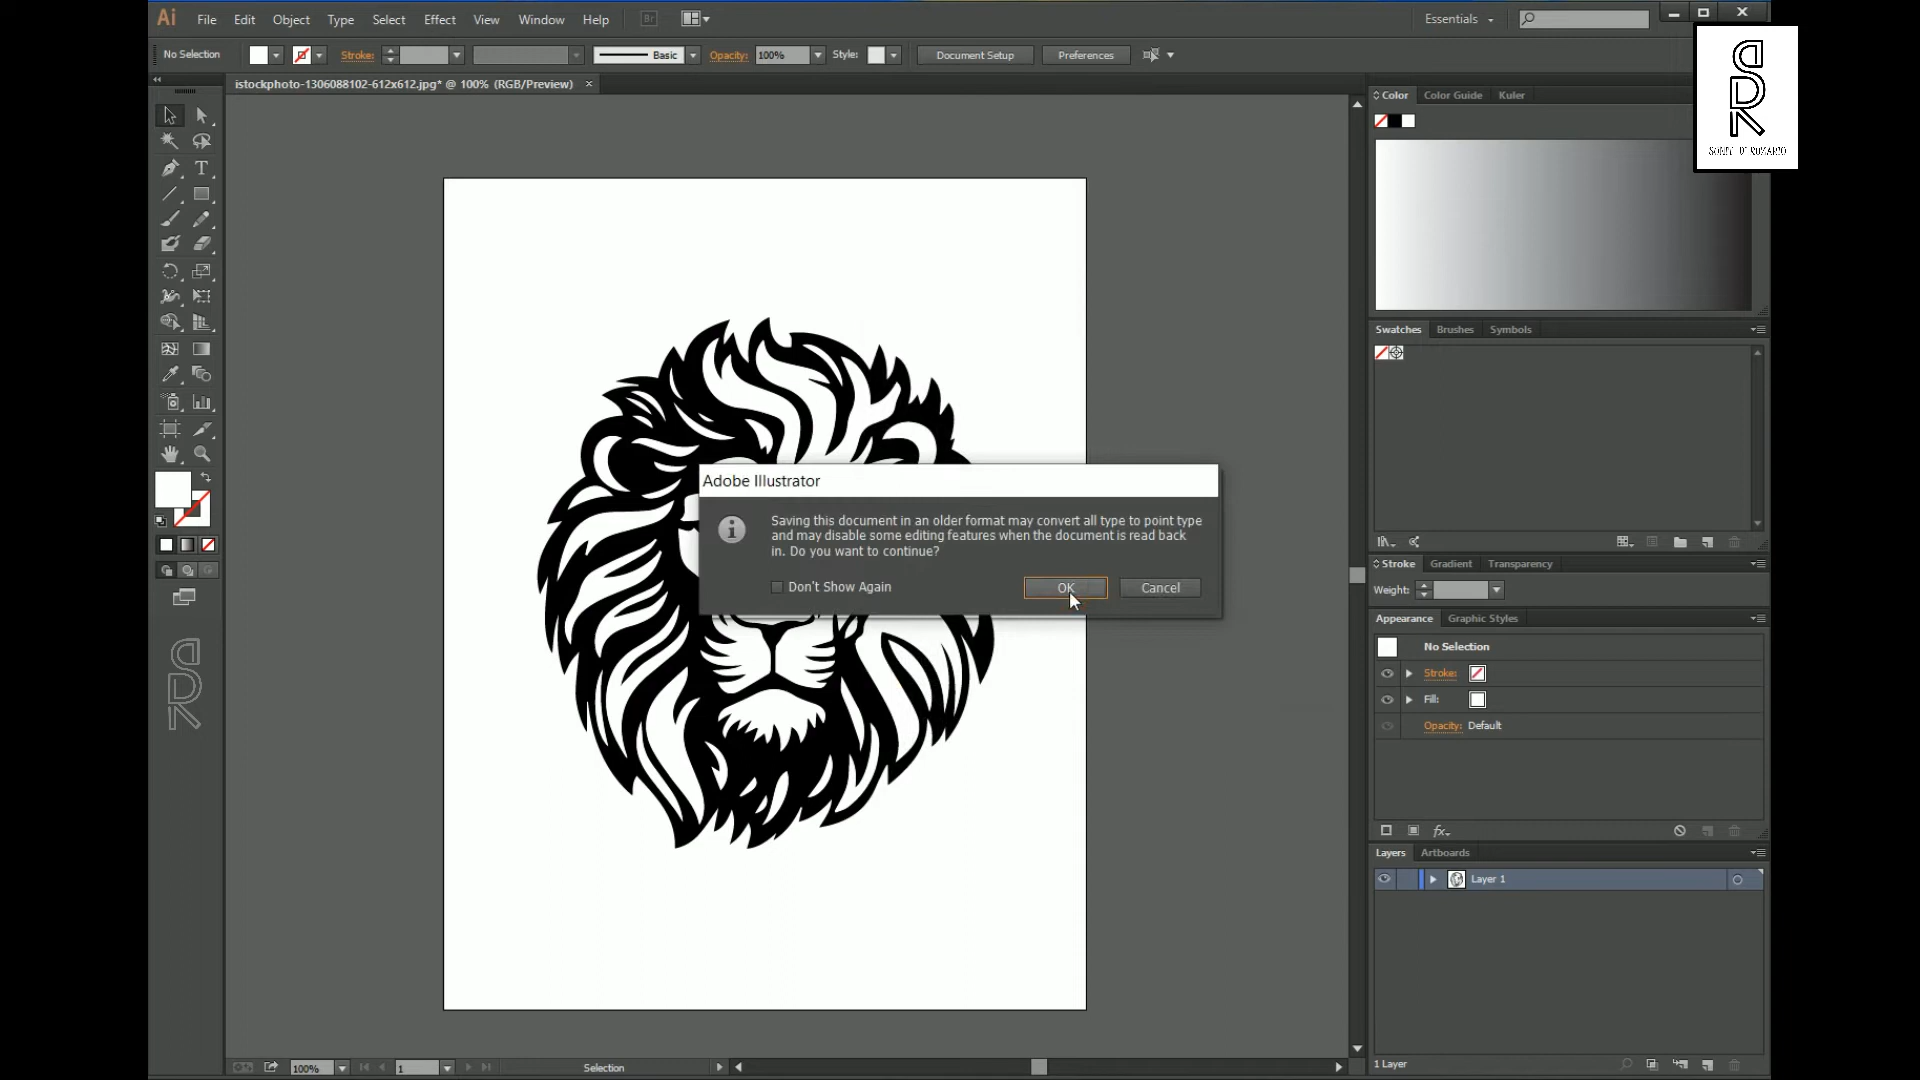 Ai File Edit Object Type Select Effect View Window Help Br Essentials
No Selection Stroke: Basic Opacity: 100% Style: Document Setup Preferences
istockphoto-1306088102-612x612.jpg* @ 100% (RGB/Preview)
Color Color Guide Kuler
SDR
Swatches Brushes Symbols
Adobe Illustrator
Saving this document in an older format may convert all type to point type
and may disable some editing features when the document is read back
in. Do you want to continue?
Don't Show Again OK Cancel
Stroke Gradient Transparency
Weight:
Appearance Graphic Styles
No Selection
Stroke:
Fill:
Opacity: Default
fx
SDR
Layers Artboards
Layer 1
1 Layer
100% 1 Selection